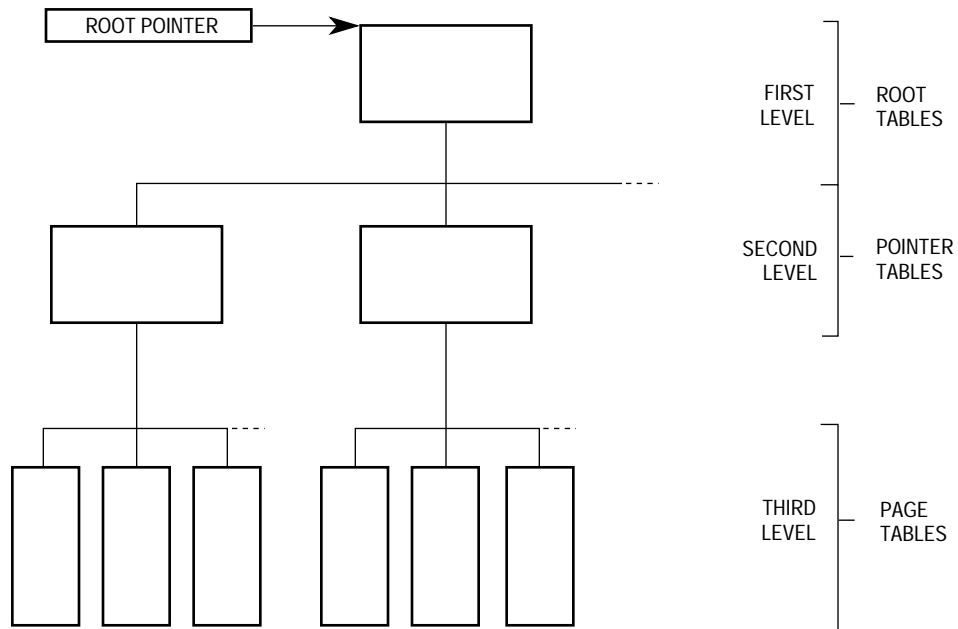 ROOT POINTER
FIRST
LEVEL
ROOT
TABLES
SECOND
LEVEL
POINTER
TABLES
THIRD
LEVEL
PAGE
TABLES